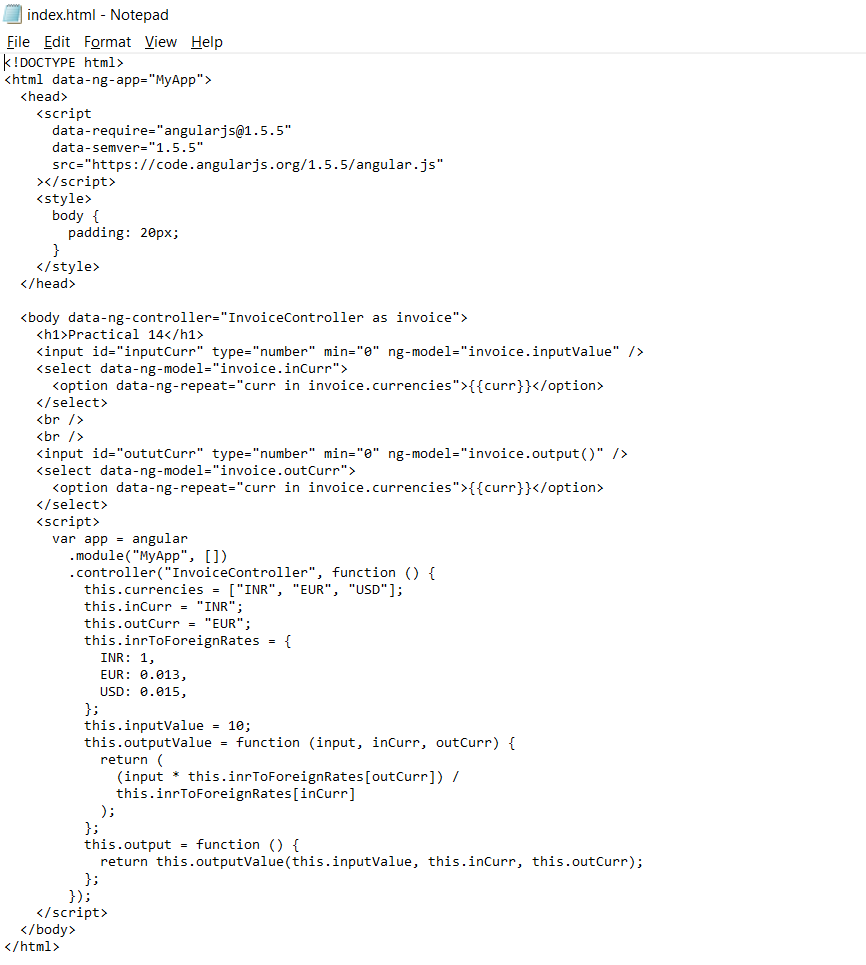 index.html - Notepad
File Edit Format View Help
<!DOCTYPE html>
<html data-ng-app="MyApp">
  <head>
    <script
      data-require="angularjs@1.5.5"
      data-semver="1.5.5"
      src="https://code.angularjs.org/1.5.5/angular.js"
    ></script>
    <style>
      body {
        padding: 20px;
      }
    </style>
  </head>

  <body data-ng-controller="InvoiceController as invoice">
    <h1>Practical 14</h1>
    <input id="inputCurr" type="number" min="0" ng-model="invoice.inputValue" />
    <select data-ng-model="invoice.inCurr">
      <option data-ng-repeat="curr in invoice.currencies">{{curr}}</option>
    </select>
    <br />
    <br />
    <input id="oututCurr" type="number" min="0" ng-model="invoice.output()" />
    <select data-ng-model="invoice.outCurr">
      <option data-ng-repeat="curr in invoice.currencies">{{curr}}</option>
    </select>
    <script>
      var app = angular
        .module("MyApp", [])
        .controller("InvoiceController", function () {
          this.currencies = ["INR", "EUR", "USD"];
          this.inCurr = "INR";
          this.outCurr = "EUR";
          this.inrToForeignRates = {
            INR: 1,
            EUR: 0.013,
            USD: 0.015,
          };
          this.inputValue = 10;
          this.outputValue = function (input, inCurr, outCurr) {
            return (
              (input * this.inrToForeignRates[outCurr]) /
              this.inrToForeignRates[inCurr]
            );
          };
          this.output = function () {
            return this.outputValue(this.inputValue, this.inCurr, this.outCurr);
          };
        });
    </script>
  </body>
</html>